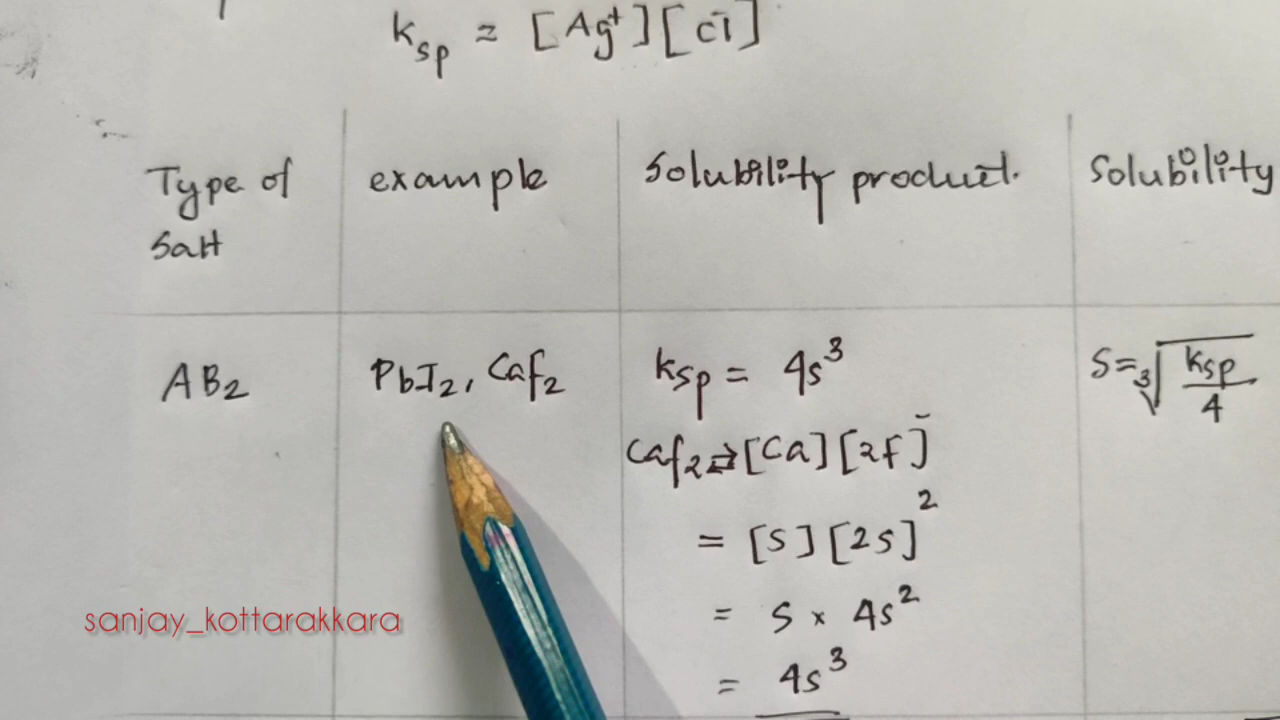 Ksp = [Ag⁺][Cl⁻]
Type of salt
example
Solubility product.
Solubility
AB₂
PbI₂, CaF₂
Ksp = 4s³
CaF₂ ⇌ [Ca][2F]⁻
= [S][2S]²
= S × 4s²
= 4s³
S = ³√(Ksp/4)
sanjay_kottarakkara